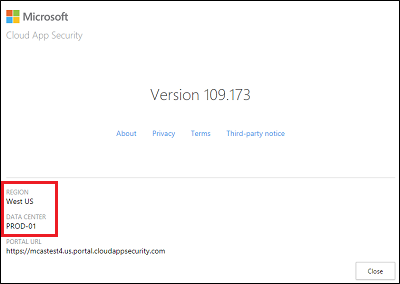 Microsoft
Cloud App Security
Version 109.173
About Privacy Terms Third-party notice
REGION
West US
DATA CENTER
PROD-01
PORTAL URL
https://mcastest4.us.portal.cloudappsecurity.com
Close